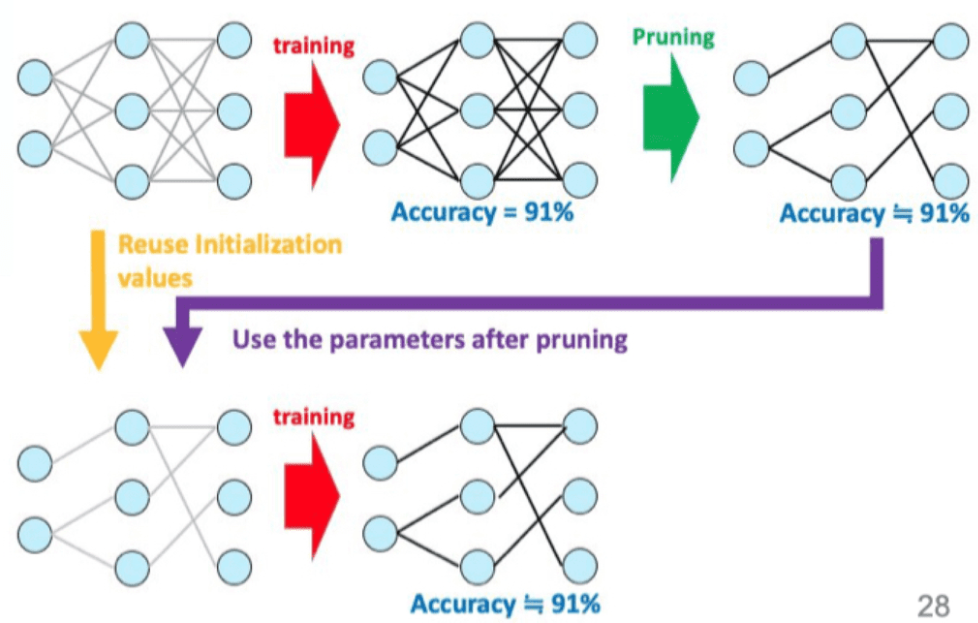 training
Pruning
Accuracy = 91%
Accuracy ≒ 91%
Reuse Initialization
values
Use the parameters after pruning
training
Accuracy ≒ 91%
28